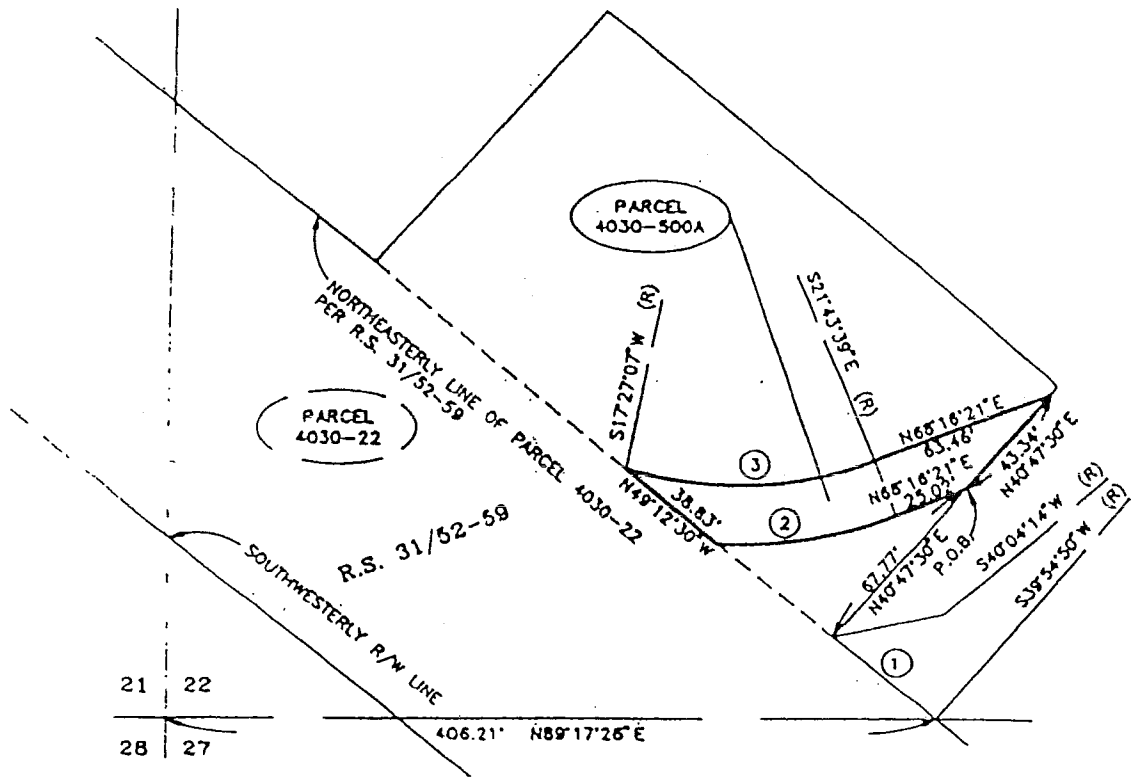 PARCEL
4030-500A
S17°27'07"W (R)
S21°43'39"E (R)
NORTHEASTERLY LINE OF PARCEL 4030-22
PER R.S. 31/52-59
PARCEL
4030-22
N68°16'21"E
63.46'
43.34'
N40°47'30"E
3
38.83'
N49°12'30"W
2
N68°16'21"E
25.03'
67.77'
N40°47'30"E
P.O.B.
S40°04'14"W (R)
S39°54'50"W (R)
R.S. 31/52-59
SOUTHWESTERLY R/W LINE
1
21 22
28 27
406.21' N89°17'26"E